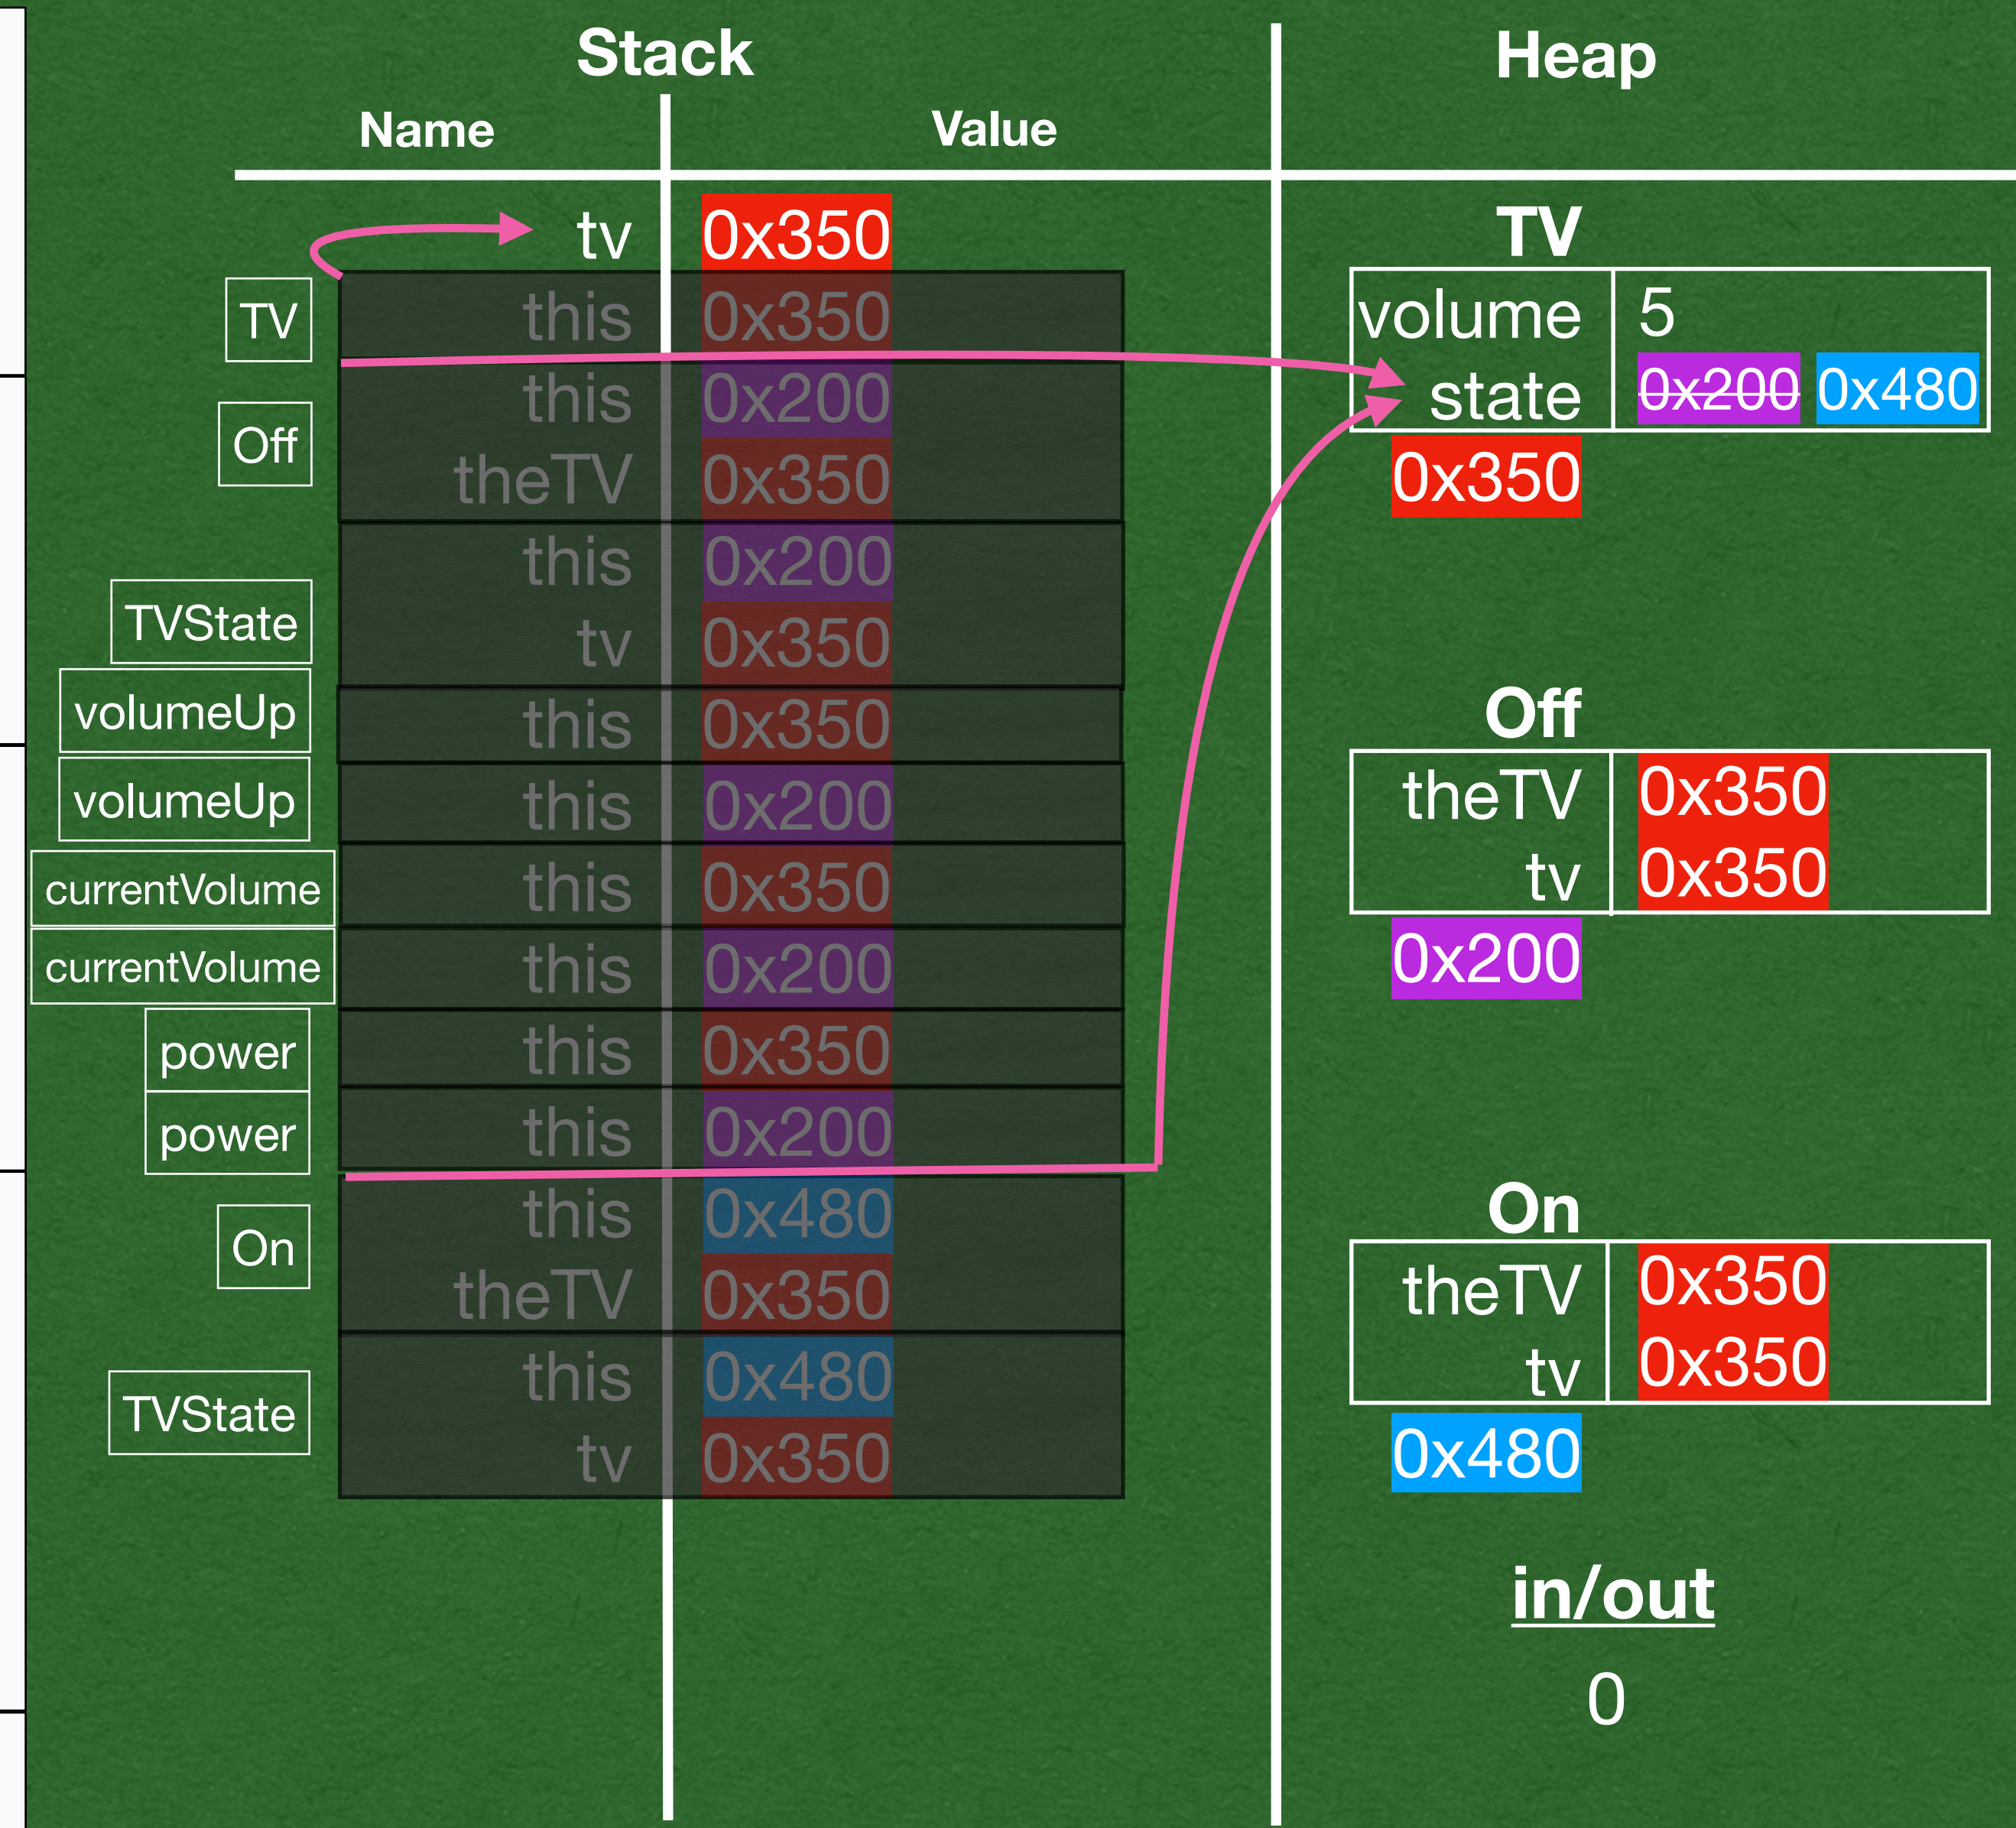 Stack
Heap
Name Value
tv 0x350
TV this 0x350
this 0x200
Off
theTV 0x350
this 0x200
TVState
tv 0x350
volumeUp this 0x350
volumeUp this 0x200
currentVolume this 0x350
currentVolume this 0x200
power this 0x350
power this 0x200
this 0x480
On
theTV 0x350
this 0x480
TVState
tv 0x350
TV
volume 5
state 0x200 0x480
0x350
Off
theTV 0x350
tv 0x350
0x200
On
theTV 0x350
tv 0x350
0x480
in/out
0